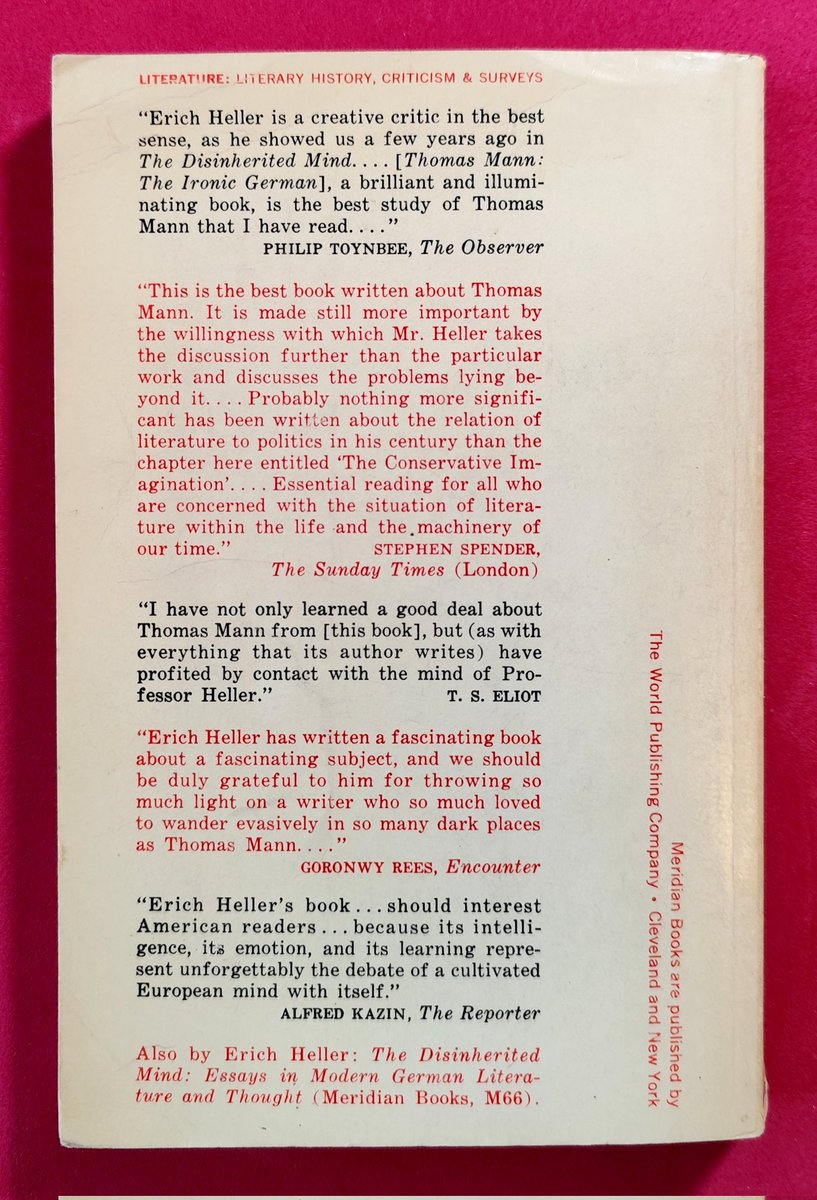 LITERATURE: LITERARY HISTORY, CRITICISM & SURVEYS
“Erich Heller is a creative critic in the best
sense, as he showed us a few years ago in
The Disinherited Mind. . . . [Thomas Mann:
The Ironic German], a brilliant and illumi-
nating book, is the best study of Thomas
Mann that I have read. . . .”
PHILIP TOYNBEE, The Observer
“This is the best book written about Thomas
Mann. It is made still more important by
the willingness with which Mr. Heller takes
the discussion further than the particular
work and discusses the problems lying be-
yond it. . . . Probably nothing more signifi-
cant has been written about the relation of
literature to politics in his century than the
chapter here entitled ‘The Conservative Im-
agination’. . . . Essential reading for all who
are concerned with the situation of litera-
ture within the life and the machinery of
our time.” STEPHEN SPENDER,
The Sunday Times (London)
“I have not only learned a good deal about
Thomas Mann from [this book], but (as with
everything that its author writes) have
profited by contact with the mind of Pro-
fessor Heller.” T. S. ELIOT
“Erich Heller has written a fascinating book
about a fascinating subject, and we should
be duly grateful to him for throwing so
much light on a writer who so much loved
to wander evasively in so many dark places
as Thomas Mann. . . .”
GORONWY REES, Encounter
“Erich Heller’s book . . . should interest
American readers . . . because its intelli-
gence, its emotion, and its learning repre-
sent unforgettably the debate of a cultivated
European mind with itself.”
ALFRED KAZIN, The Reporter
Also by Erich Heller: The Disinherited
Mind: Essays in Modern German Litera-
ture and Thought (Meridian Books, M66).
Meridian Books are published by
The World Publishing Company • Cleveland and New York